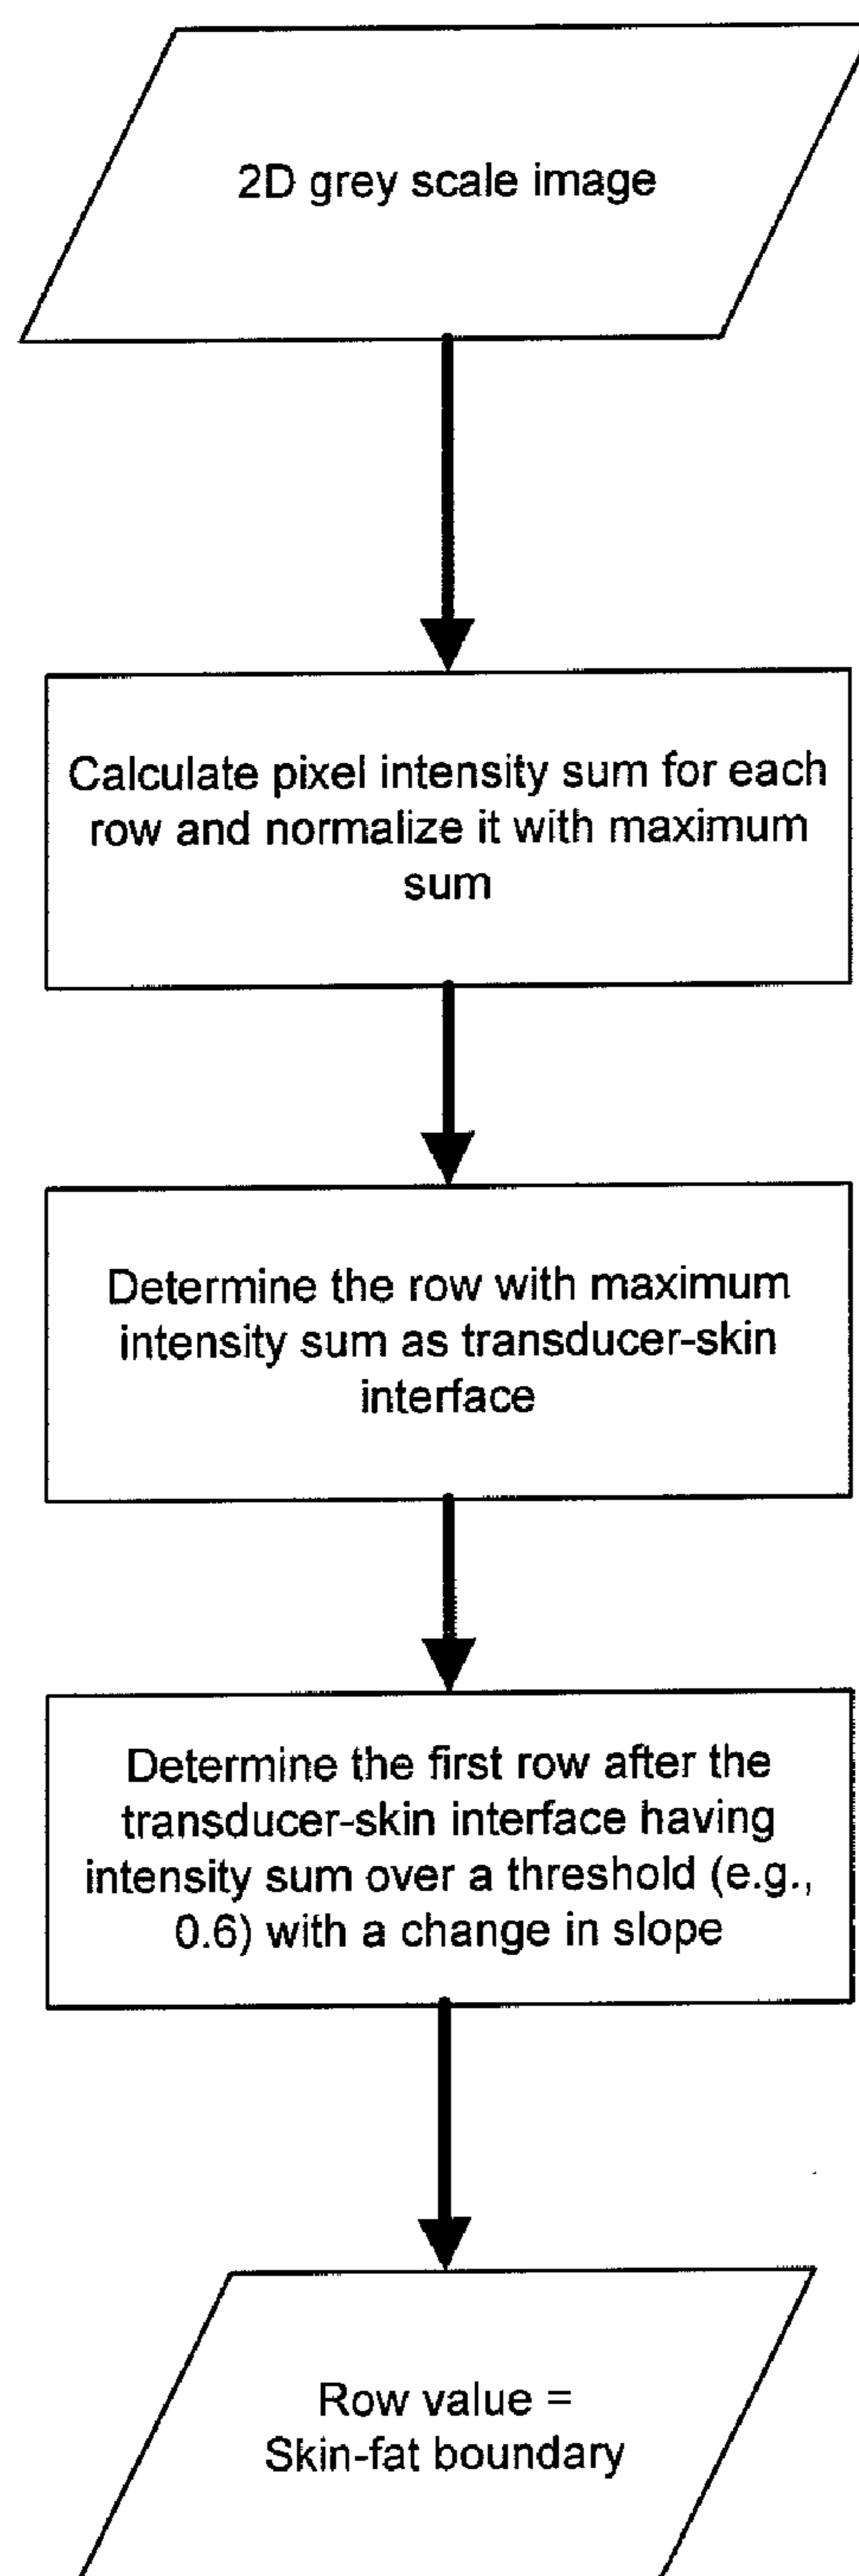 2D grey scale image
Calculate pixel intensity sum for each
row and normalize it with maximum
sum
Determine the row with maximum
intensity sum as transducer-skin
interface
Determine the first row after the
transducer-skin interface having
intensity sum over a threshold (e.g.,
0.6) with a change in slope
Row value =
Skin-fat boundary